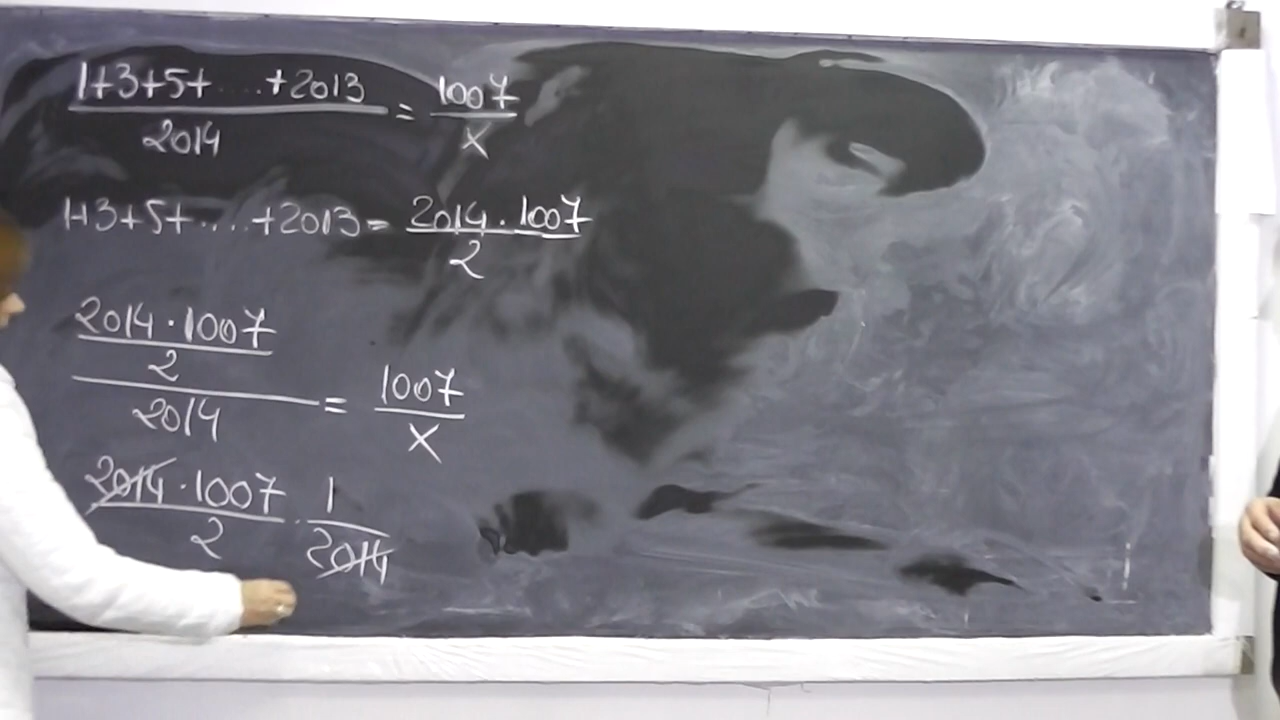 1+3+5+....+2013 / 2014 = 1007 / x
1+3+5+.....+2013 = 2014 · 1007 / 2
2014 · 1007 / 2 / 2014 = 1007 / x
2014 · 1007 / 2 · 1 / 2014